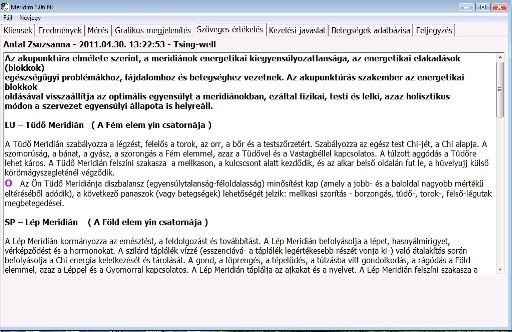 Meridim 1.0b NI
Fájl Névjegy
Kliensek Eredmények Mérés Grafikus megjelenítés Szöveges értékelés Kezelési javaslat Betegségek adatbázisa Feljegyzés
Antal Zsuzsanna - 2011.04.30. 13:22:53 - Tsing-well
Az akupunktúra elmélete szerint, a meridiánok energetikai kiegyensúlyozatlansága, az energetikai elakadások
(blokkok)
egészségügyi problémákhoz, fájdalomhoz és betegséghez vezetnek. Az akupunktúrás szakember az energetikai
blokkok
oldásával visszaállítja az optimális egyensúlyt a meridiánokban, ezáltal fizikai, testi és lelki, azaz holisztikus
módon a szervezet egyensúlyi állapota is helyreáll.
LU – Tüdő Meridián ( A Fém elem yin csatornája )
A Tüdő Meridián szabályozza a légzést, felelős a torok, az orr, a bőr és a testszőrzetért. Szabályozza az egész test Chi-jét, a Chi alapja. A
szomorúság, a bánat, a gyász, a szorongás a Fém elemmel, azaz a Tüdővel és a Vastagbéllel kapcsolatos. A túlzott aggódás a Tüdőre
lehet káros. A Tüdő Meridián felszíni szakasza a mellkason, a kulcscsont alatt kezdődik, és az alkar belső oldalán fut le, a hüvelyujj külső
körömágyszegleténél végződik.
O Az Ön Tüdő Meridiánja diszbalansz (egyensúlytalanság-féloldalasság) minősítést kap (amely a jobb- és a baloldal nagyobb mértékű
eltéréséből adódik), a következő panaszok (vagy betegségek) lehetőségét jelzik: mellkasi szorítás - borzongás, tüdő-, torok-, felső-légutak
megbetegedései.
SP – Lép Meridián ( A Föld elem yin csatornája )
A Lép Meridián kormányozza az emésztést, a feldolgozást és továbbítást. A Lép Meridián befolyásolja a lépet, hasnyálmirigyet,
vérképződést és a hormonokat. A szilárd táplálék vízzé (esszenciává- a táplálék legértékesebb részét vonja ki-) való átalakítás során
befolyásolja a Chi energia keletkezését és tárolását. A gond, a töprengés, a tépelődés, a túlzásba vitt gondolkodás, a rágódás a Föld
elemmel, azaz a Léppel és a Gyomorral kapcsolatos. A Lép Meridián táplálja az ajkakat és a nyelvet. A Lép Meridián felszíni szakasza a